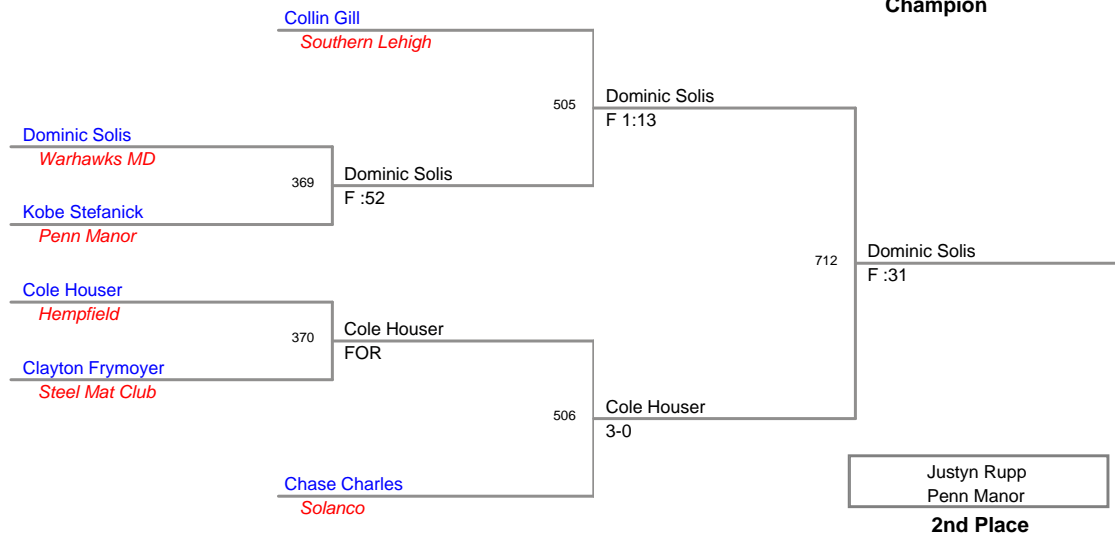 Champion
Collin Gill
Southern Lehigh
505
Dominic Solis
F 1:13
Dominic Solis
Warhawks MD
369
Dominic Solis
F :52
Kobe Stefanick
Penn Manor
712
Dominic Solis
F :31
Cole Houser
Hempfield
370
Cole Houser
FOR
Clayton Frymoyer
Steel Mat Club
506
Cole Houser
3-0
Chase Charles
Solanco
Justyn Rupp
Penn Manor
2nd Place